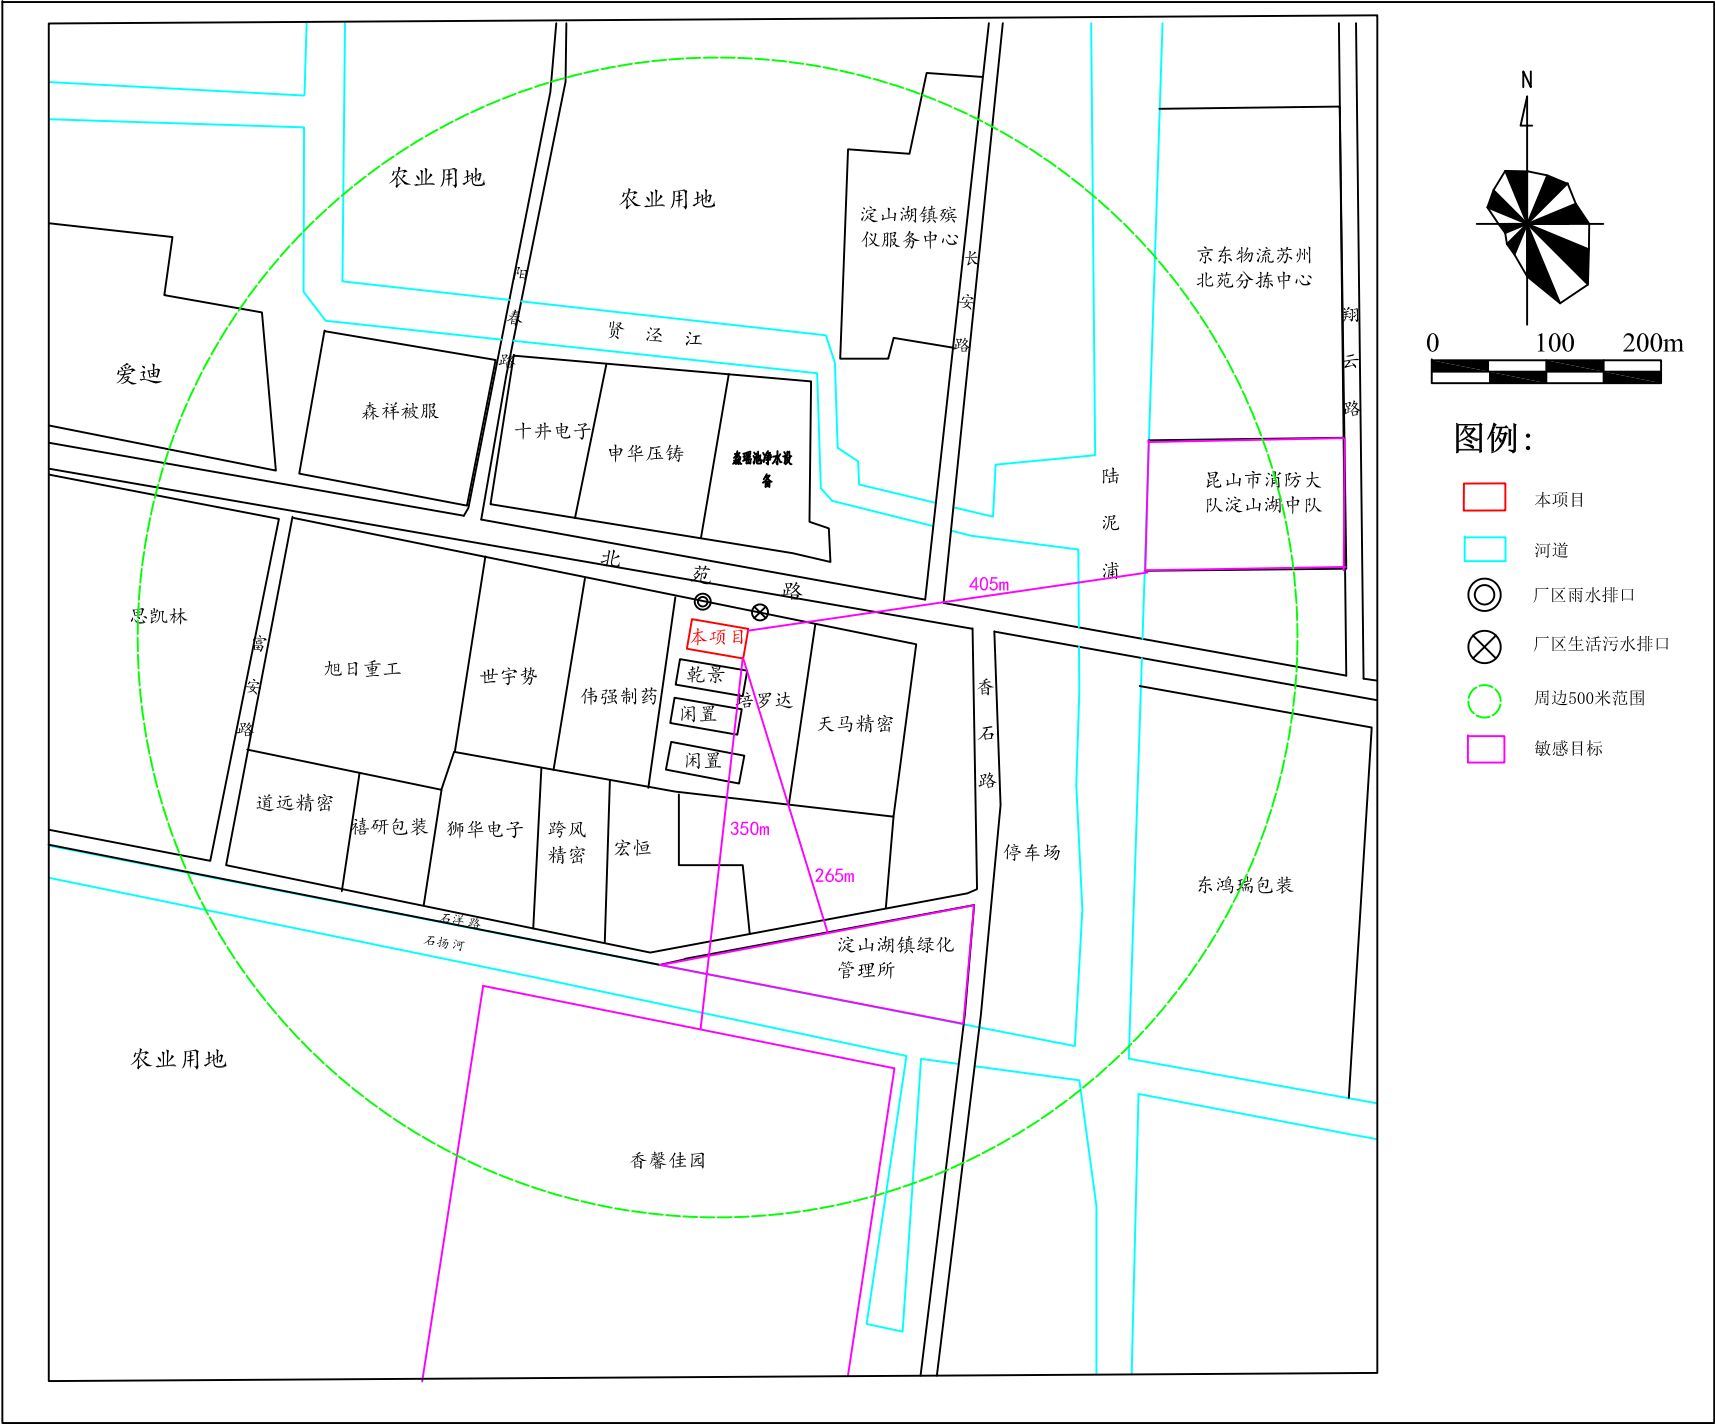 N
农业用地
农业用地
淀山湖镇殡
仪服务中心
长安路
京东物流苏州
北苑分拣中心
翔云路
阳春路
贤泾江
0 100 200m
爱迪
森祥被服
十井电子
申华压铸
淼瑶池净水设
备
图例：
陆泥浦
昆山市消防大
队淀山湖中队
本项目
河道
厂区雨水排口
厂区生活污水排口
周边500米范围
敏感目标
北苑路
405m
思凯林
富安路
旭日重工
世宇势
伟强制药
本项目
乾景
闲置
闲置
培罗达
天马精密
香石路
道远精密
禧研包装
狮华电子
跨风
精密
宏恒
350m
265m
停车场
东鸿瑞包装
石洋路
石扬河
淀山湖镇绿化
管理所
农业用地
香馨佳园